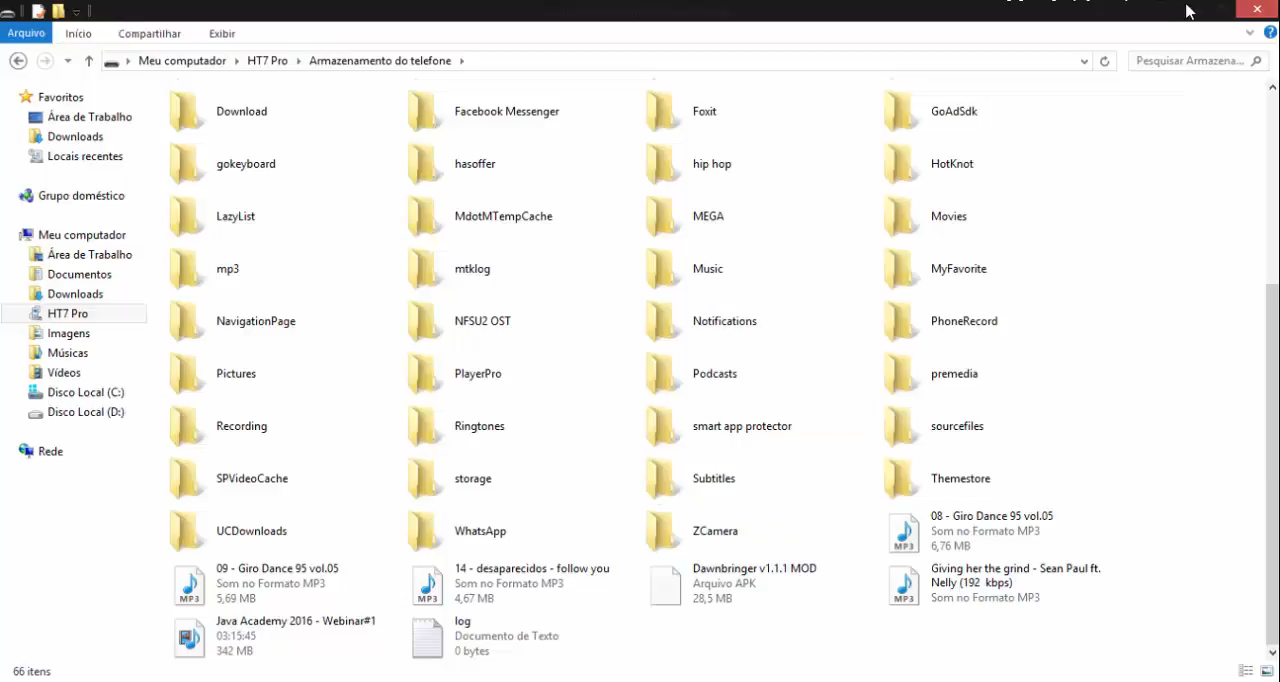 Arquivo Início Compartilhar Exibir
Meu computador HT7 Pro Armazenamento do telefone Pesquisar Armazena...
Favoritos
Área de Trabalho
Downloads
Locais recentes
Grupo doméstico
Meu computador
Área de Trabalho
Documentos
Downloads
HT7 Pro
Imagens
Músicas
Vídeos
Disco Local (C:)
Disco Local (D:)
Rede
Download Facebook Messenger Foxit GoAdSdk
gokeyboard hasoffer hip hop HotKnot
LazyList MdotMTempCache MEGA Movies
mp3 mtklog Music MyFavorite
NavigationPage NFSU2 OST Notifications PhoneRecord
Pictures PlayerPro Podcasts premedia
Recording Ringtones smart app protector sourcefiles
SPVideoCache storage Subtitles Themestore
UCDownloads WhatsApp ZCamera
08 - Giro Dance 95 vol.05
Som no Formato MP3
6,76 MB
MP3
09 - Giro Dance 95 vol.05
Som no Formato MP3
5,69 MB
MP3
14 - desaparecidos - follow you
Som no Formato MP3
4,67 MB
MP3
Dawnbringer v1.1.1 MOD
Arquivo APK
28,5 MB
Giving her the grind - Sean Paul ft.
Nelly (192 kbps)
Som no Formato MP3
MP3
Java Academy 2016 - Webinar#1
03:15:45
342 MB
log
Documento de Texto
0 bytes
66 itens